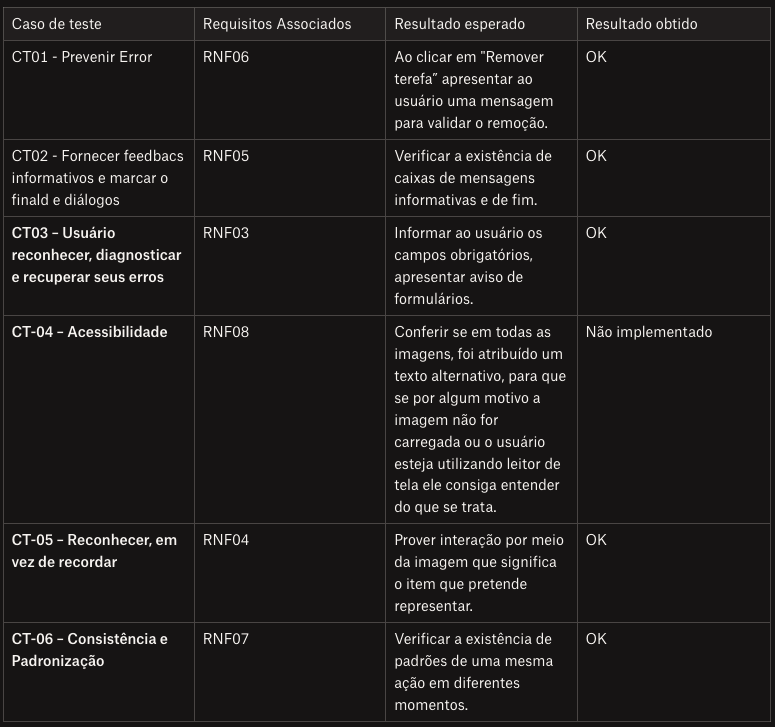 Caso de teste
Requisitos Associados
Resultado esperado
Resultado obtido
CT01 - Prevenir Error
RNF06
Ao clicar em "Remover
terefa” apresentar ao
usuário uma mensagem
para validar o remoção.
OK
CT02 - Fornecer feedbacs
informativos e marcar o
finald e diálogos
RNF05
Verificar a existência de
caixas de mensagens
informativas e de fim.
OK
CT03 – Usuário
reconhecer, diagnosticar
e recuperar seus erros
RNF03
Informar ao usuário os
campos obrigatórios,
apresentar aviso de
formulários.
OK
CT-04 – Acessibilidade
RNF08
Conferir se em todas as
imagens, foi atribuído um
texto alternativo, para que
se por algum motivo a
imagem não for
carregada ou o usuário
esteja utilizando leitor de
tela ele consiga entender
do que se trata.
Não implementado
CT-05 – Reconhecer, em
vez de recordar
RNF04
Prover interação por meio
da imagem que significa
o item que pretende
representar.
OK
CT-06 – Consistência e
Padronização
RNF07
Verificar a existência de
padrões de uma mesma
ação em diferentes
momentos.
OK